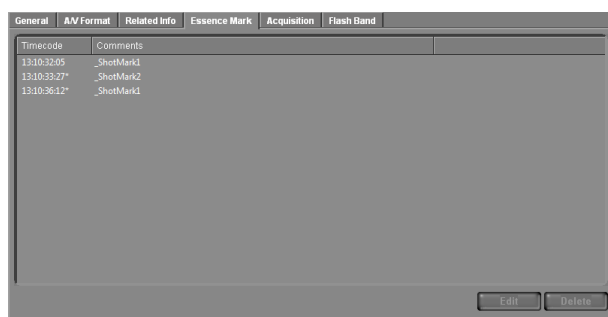 General A/V Format Related Info Essence Mark Acquisition Flash Band
Timecode Comments
13:10:32:05 _ShotMark1
13:10:33:27* _ShotMark2
13:10:36:12* _ShotMark1
Edit Delete